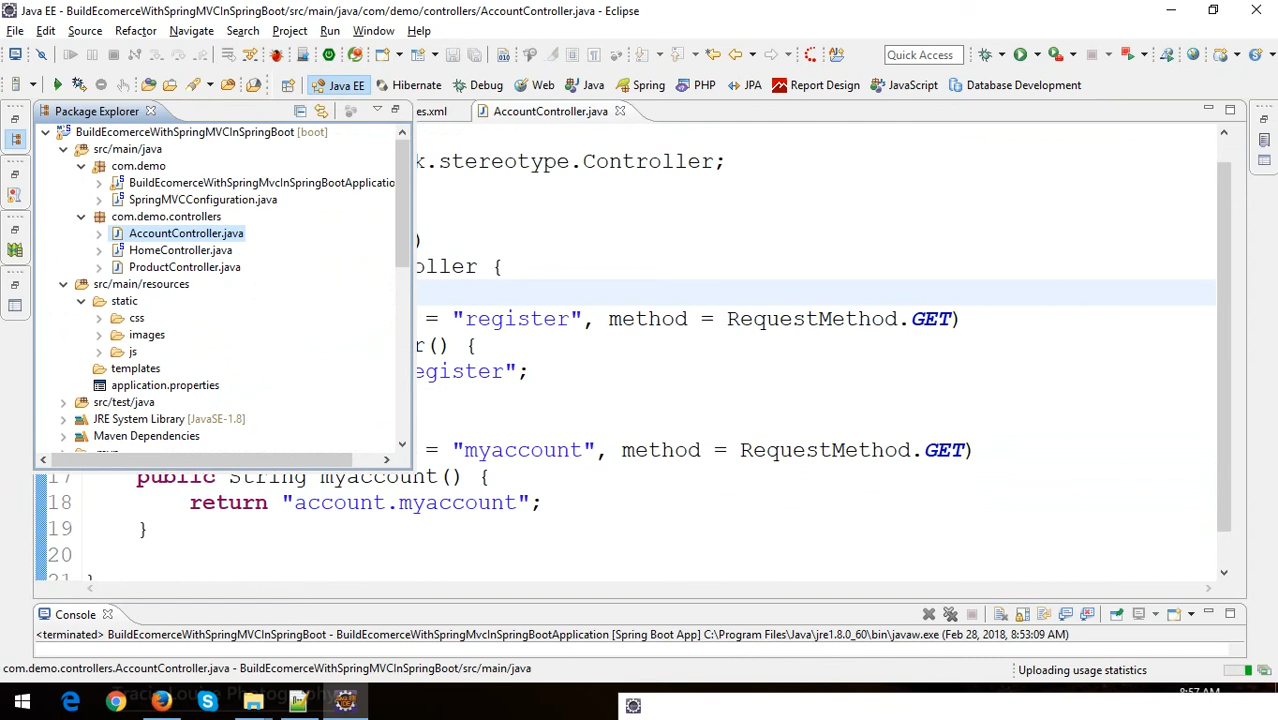 Java EE - BuildEcomerceWithSpringMVCInSpringBoot/src/main/java/com/demo/controllers/AccountController.java - Eclipse
File Edit Source Refactor Navigate Search Project Run Window Help
Quick Access
Java EE Hibernate Debug Web Java Spring PHP JPA Report Design JavaScript Database Development
Package Explorer es.xml AccountController.java
BuildEcomerceWithSpringMVCInSpringBoot [boot]
src/main/java
com.demo
BuildEcomerceWithSpringMvcInSpringBootApplicatio
SpringMVCConfiguration.java
com.demo.controllers
AccountController.java
HomeController.java
ProductController.java
src/main/resources
static
css
images
js
templates
application.properties
src/test/java
JRE System Library [JavaSE-1.8]
Maven Dependencies
k.stereotype.Controller;
)
oller {
= "register", method = RequestMethod.GET)
r() {
egister";
= "myaccount", method = RequestMethod.GET)
17 public String myaccount() {
18 return "account.myaccount";
19 }
20
21 }
Console
<terminated> BuildEcomerceWithSpringMVCInSpringBoot - BuildEcomerceWithSpringMvcInSpringBootApplication [Spring Boot App] C:\Program Files\Java\jre1.8.0_60\bin\javaw.exe (Feb 28, 2018, 8:53:09 AM)
com.demo.controllers.AccountController.java - BuildEcomerceWithSpringMVCInSpringBoot/src/main/java
Uploading usage statistics
8:57 AM